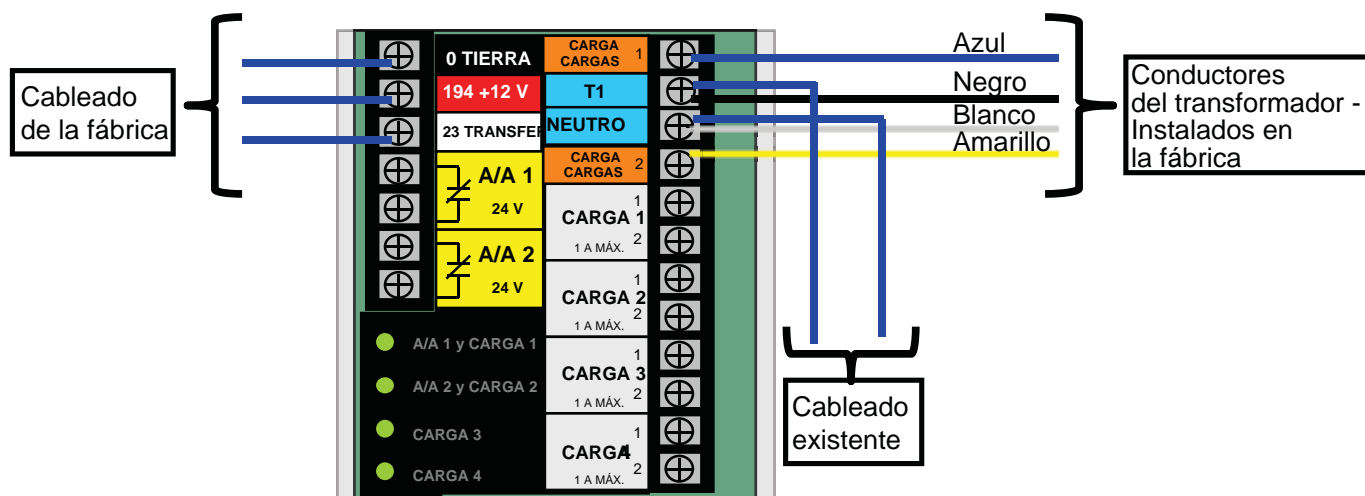 Cableado
de la fábrica
0 TIERRA
194 +12 V
23 TRANSFER
A/A 1
24 V
A/A 2
24 V
A/A 1 y CARGA 1
A/A 2 y CARGA 2
CARGA 3
CARGA 4
CARGA
CARGAS 1
T1
NEUTRO
CARGA
CARGAS 2
1
CARGA 1
2
1 A MÁX.
1
CARGA 2
2
1 A MÁX.
1
CARGA 3
2
1 A MÁX.
1
CARGA4
2
1 A MÁX.
Azul
Negro
Blanco
Amarillo
Conductores
del transformador -
Instalados en
la fábrica
Cableado
existente